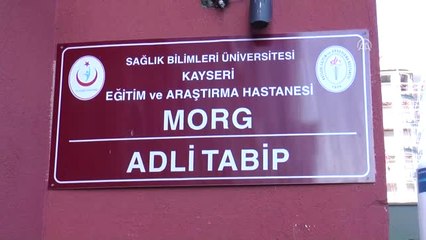 SAĞLIK BİLİMLERİ ÜNİVERSİTESİ
KAYSERİ
EĞİTİM ve ARAŞTIRMA HASTANESİ
MORG
ADLİ TABİP